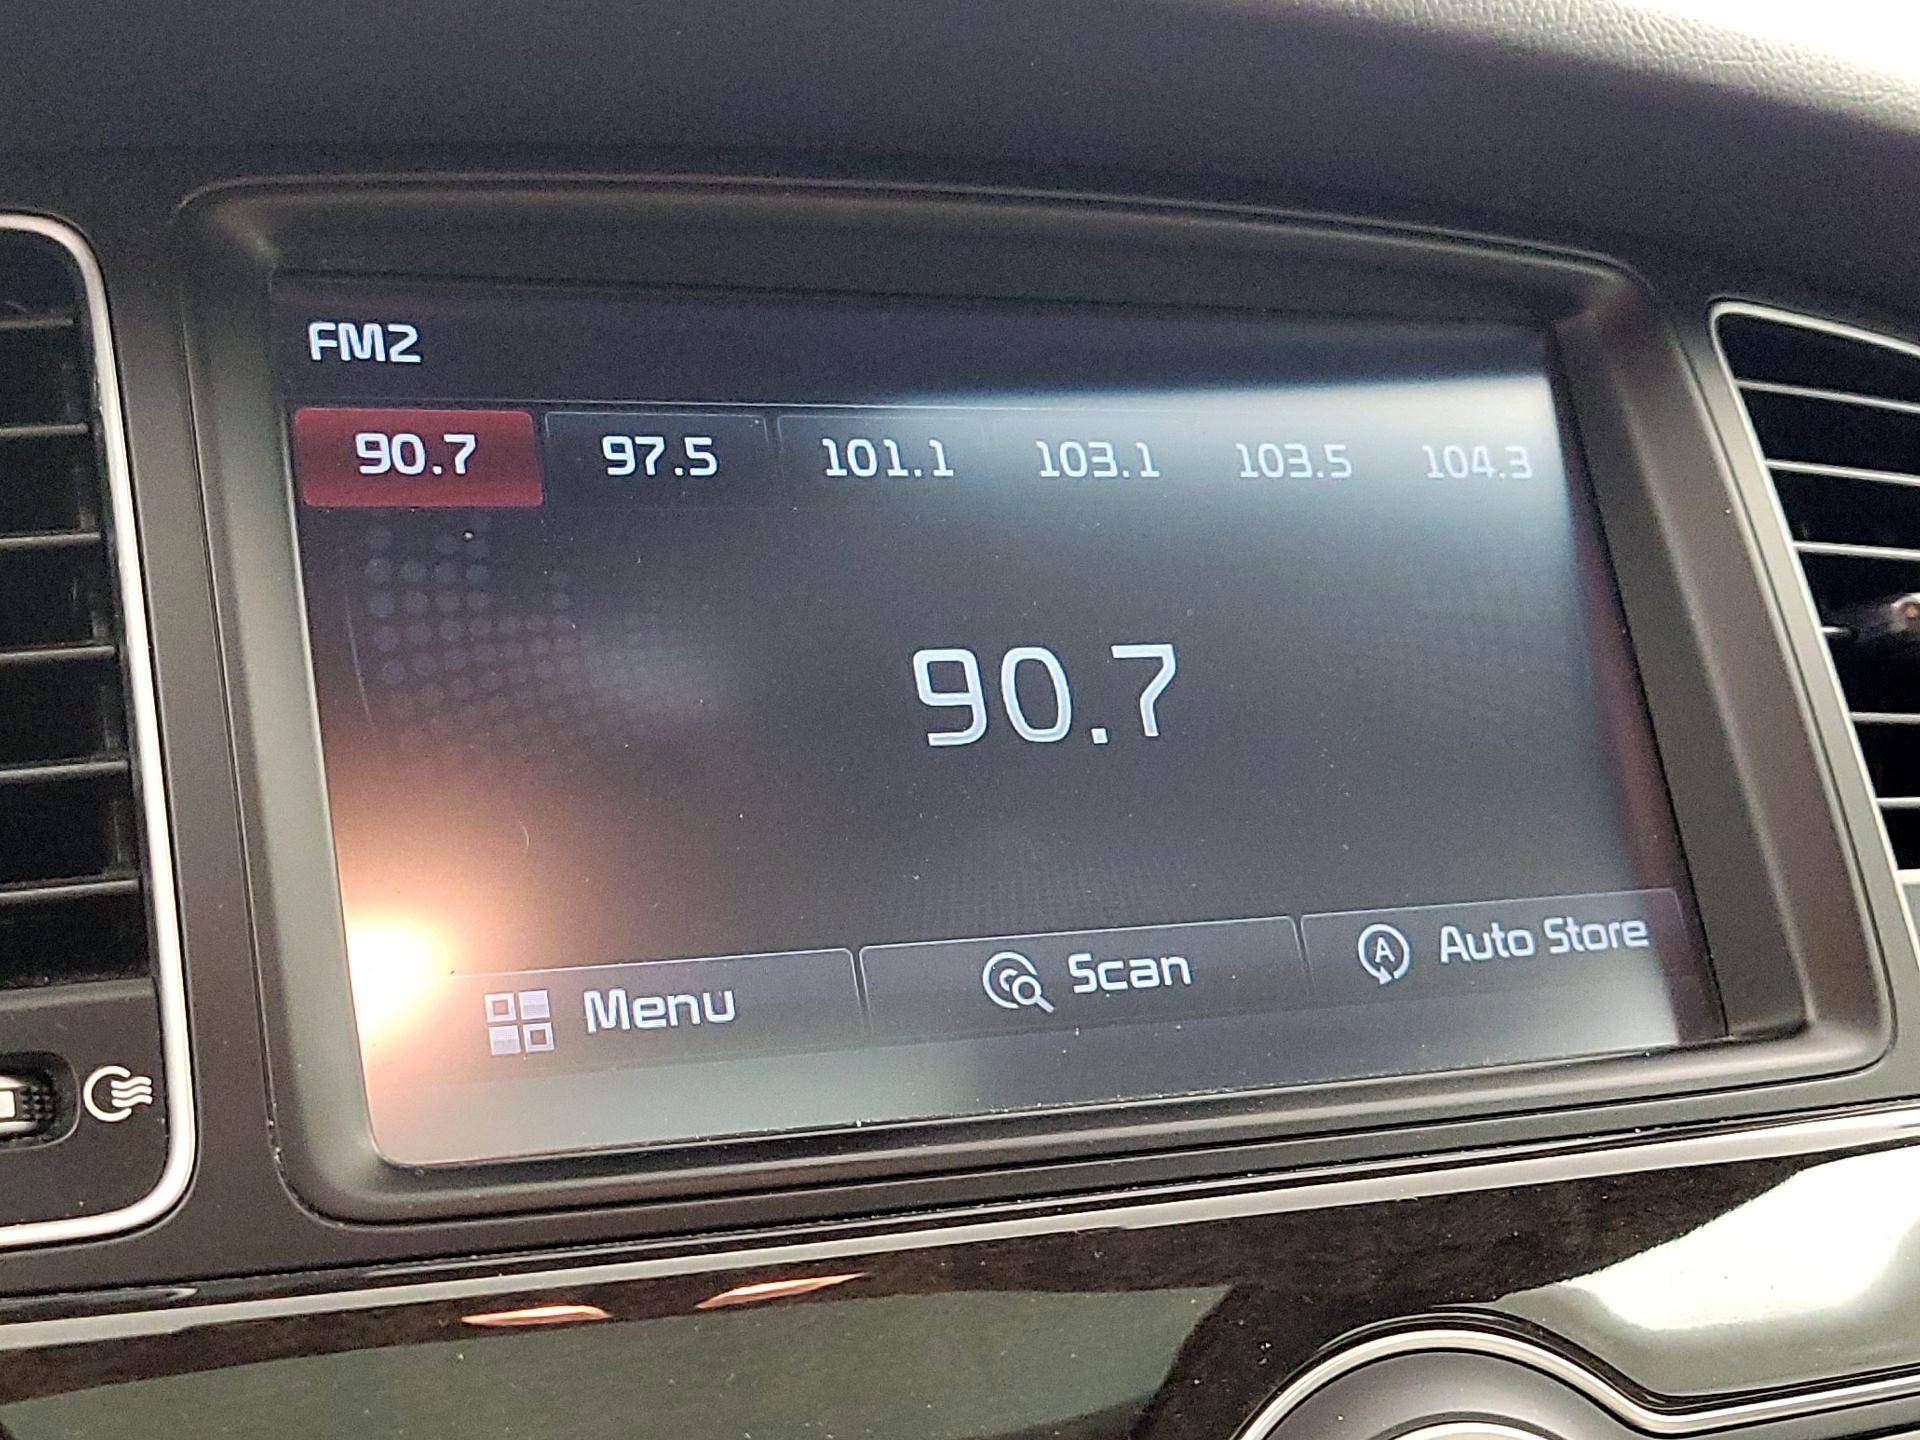 FM2
90.7 97.5 101.1 103.1 103.5 104.3
90.7
Menu Scan A Auto Store